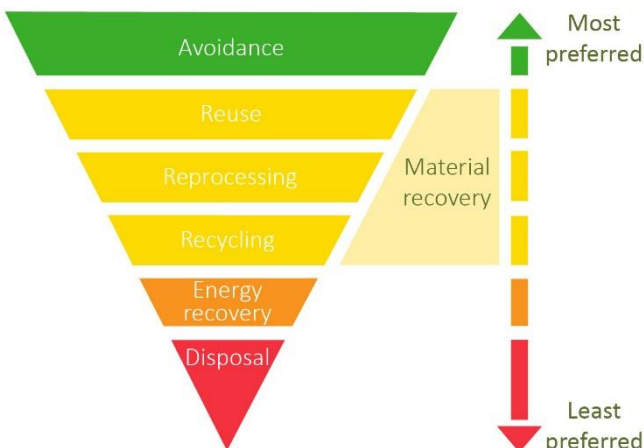 Avoidance
Reuse
Reprocessing
Recycling
Energy
recovery
Disposal
Material
recovery
Most
preferred
Least
preferred